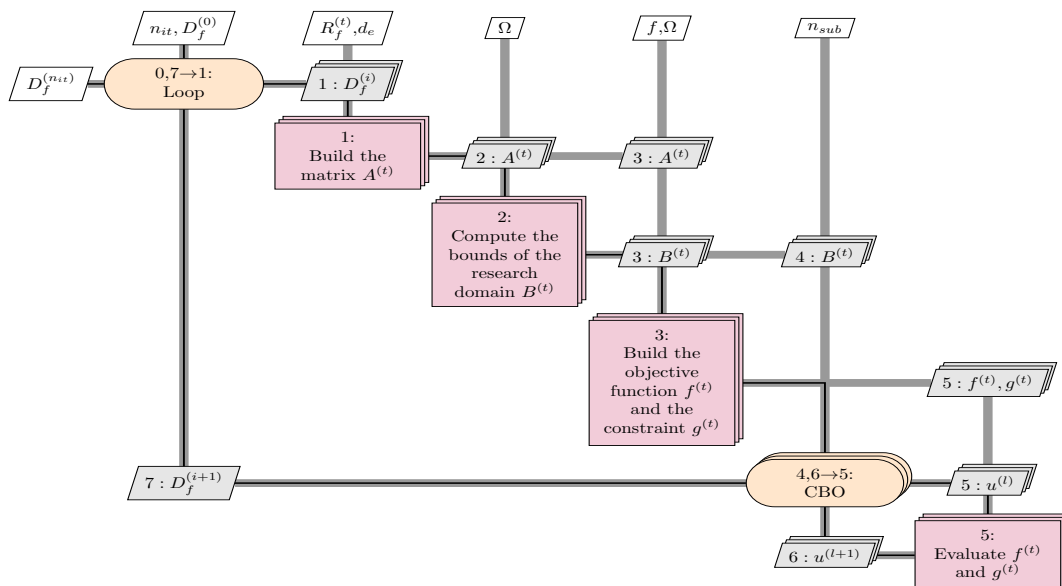 n_{it}, D_f^{(0)}
R_f^{(t)}, d_e
Ω
f,Ω
n_{sub}
D_f^{(n_{it})}
0,7→1:
Loop
1 : D_f^{(i)}
1:
Build the
matrix A^{(t)}
2 : A^{(t)}
3 : A^{(t)}
2:
Compute the
bounds of the
research
domain B^{(t)}
3 : B^{(t)}
4 : B^{(t)}
3:
Build the
objective
function f^{(t)}
and the
constraint g^{(t)}
5 : f^{(t)}, g^{(t)}
7 : D_f^{(i+1)}
4,6→5:
CBO
5 : u^{(l)}
6 : u^{(l+1)}
5:
Evaluate f^{(t)}
and g^{(t)}